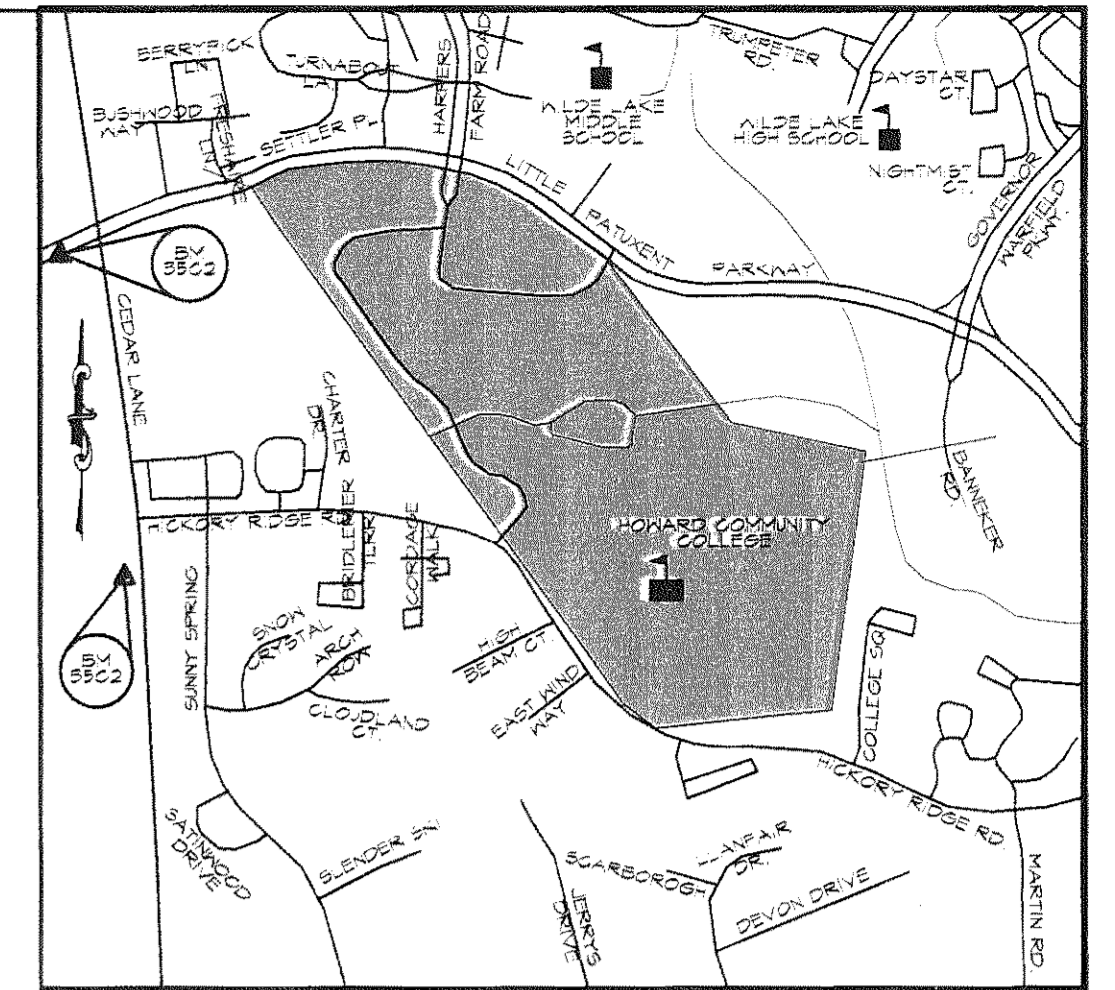 BERRYPICK
LN.
TURNABOUT
LA.
BUSHWOOD
WAY
SETTLER PL.
HARPERS
FARM ROAD
WILDE LAKE
MIDDLE
SCHOOL
TRUMPETER
RD.
WILDE LAKE
HIGH SCHOOL
DAYSTAR
CT.
NIGHTMIST
CT.
GOVERNOR
WARFIELD
PKWY.
LITTLE
PATUXENT
PARKWAY
BM
35C2
CEDAR LANE
CHARTER
DR.
BANNEKER
RD.
HICKORY RIDGE RD.
BRIDLEMER
TERR.
CORDAGE
WALK
HOWARD COMMUNITY
COLLEGE
BM
35C2
SUNNY SPRING
SNOW
CRYSTAL
ARCH
ROW
CLOUDLAND
CT.
HIGH
BEAM CT.
EAST WIND
WAY
COLLEGE SQ
HICKORY RIDGE RD.
SATINWOOD
DRIVE
SLENDER SKY
JERRYS
DRIVE
SCARBOROGH
LLANFAIR
DR.
DEVON DRIVE
MARTIN RD.